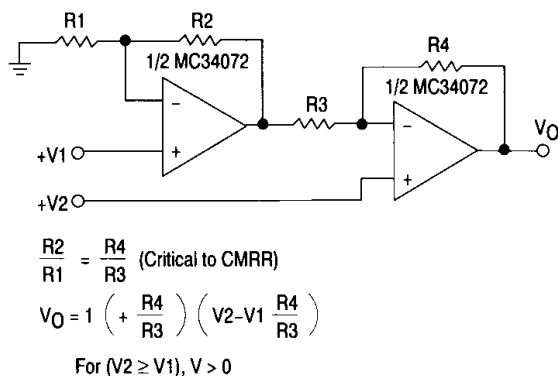 R1
R2
1/2 MC34072
R4
1/2 MC34072
R3
−
+
−
+
VO
+V1
+V2
R2/R1 = R4/R3 (Critical to CMRR)
VO = 1 ( + R4/R3 ) ( V2−V1 R4/R3 )
For (V2 ≥ V1), V > 0